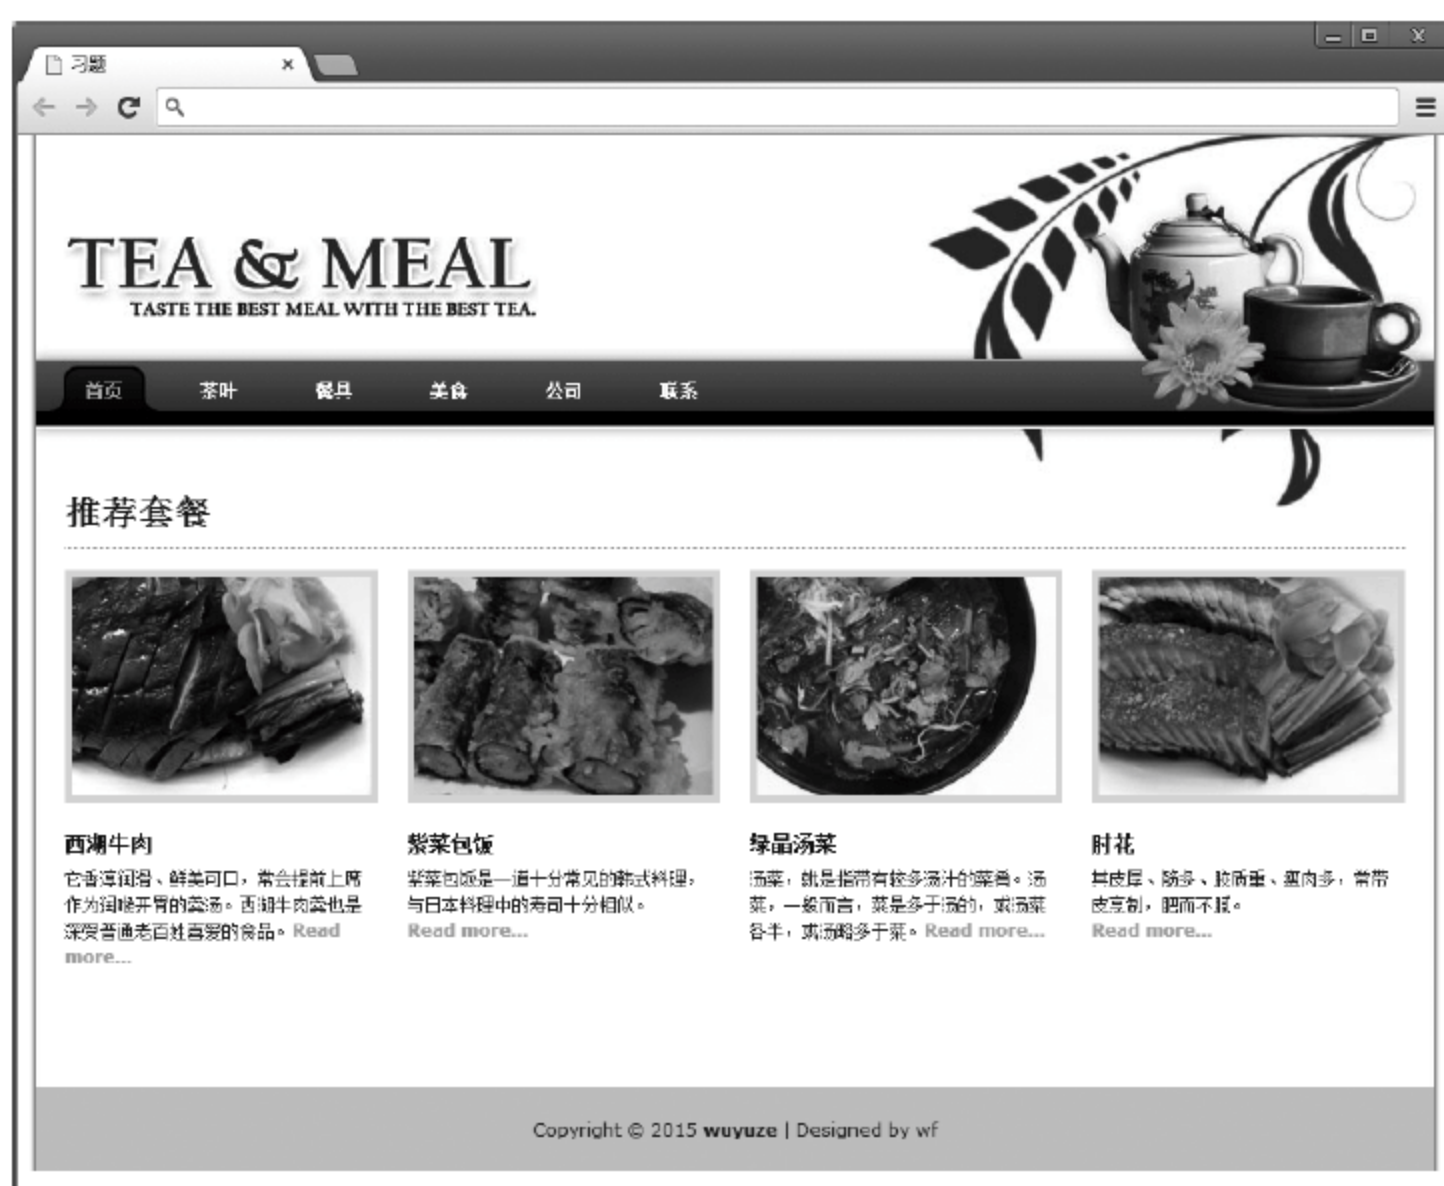 习题
TEA & MEAL
TASTE THE BEST MEAL WITH THE BEST TEA.
首页 茶叶 餐具 美食 公司 联系
推荐套餐
西湖牛肉
它香淳润滑、鲜美可口，常会提前上席
作为润喉开胃的羹汤。西湖牛肉羹也是
深受普通老百姓喜爱的食品。Read
more...
紫菜包饭
紫菜包饭是一道十分常见的韩式料理，
与日本料理中的寿司十分相似。
Read more...
绿品汤菜
汤菜，就是指带有较多汤汁的菜肴。汤
菜，一般而言，菜是多于汤的，或汤菜
各半，或汤略多于菜。Read more...
肘花
其皮厚、筋多、胶质重、瘦肉多，常带
皮烹制，肥而不腻。
Read more...
Copyright © 2015 wuyuze | Designed by wf